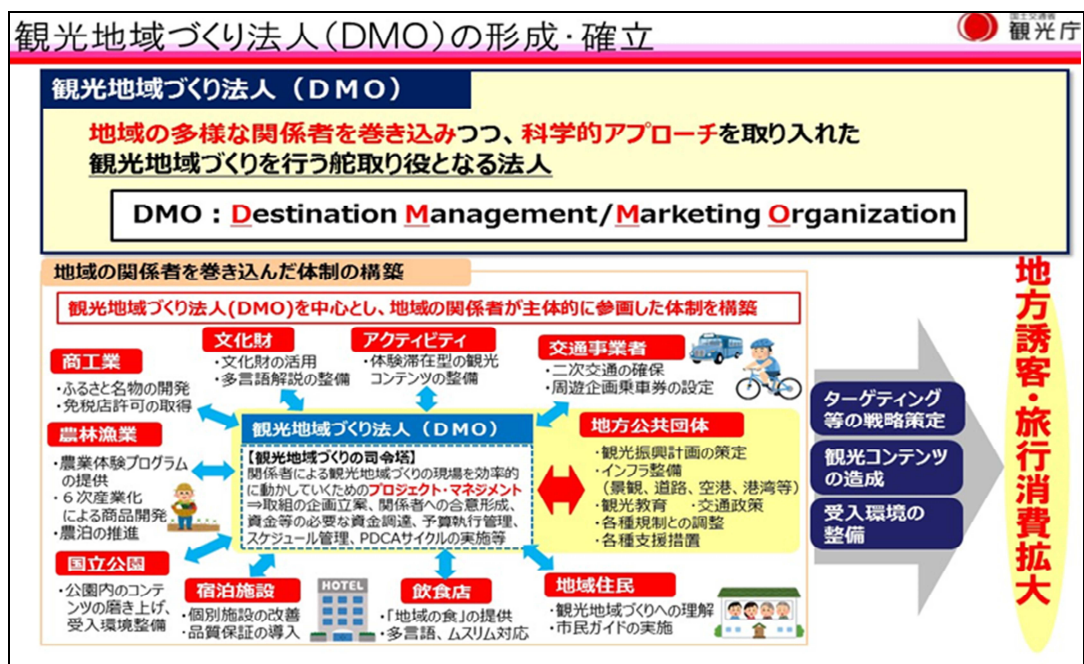 観光地域づくり法人（DMO）の形成・確立
国土交通省
観光庁
観光地域づくり法人（DMO）
地域の多様な関係者を巻き込みつつ、科学的アプローチを取り入れた
観光地域づくりを行う舵取り役となる法人
DMO：Destination Management/Marketing Organization
地域の関係者を巻き込んだ体制の構築
観光地域づくり法人(DMO)を中心とし、地域の関係者が主体的に参画した体制を構築
商工業
・ふるさと名物の開発
・免税店許可の取得
文化財
・文化財の活用
・多言語解説の整備
アクティビティ
・体験滞在型の観光
コンテンツの整備
交通事業者
・二次交通の確保
・周遊企画乗車券の設定
農林漁業
・農業体験プログラム
の提供
・６次産業化
による商品開発
・農泊の推進
観光地域づくり法人（DMO）
【観光地域づくりの司令塔】
関係者による観光地域づくりの現場を効率的
に動かしていくためのプロジェクト・マネジメント
⇒取組の企画立案、関係者への合意形成、
資金等の必要な資金調達、予算執行管理、
スケジュール管理、PDCAサイクルの実施等
地方公共団体
・観光振興計画の策定
・インフラ整備
（景観、道路、空港、港湾等）
・観光教育　・交通政策
・各種規制との調整
・各種支援措置
国立公園
・公園内のコンテ
ンツの磨き上げ、
受入環境整備
宿泊施設
・個別施設の改善
・品質保証の導入
HOTEL
飲食店
・「地域の食」の提供
・多言語、ムスリム対応
地域住民
・観光地域づくりへの理解
・市民ガイドの実施
ターゲティング
等の戦略策定
観光コンテンツ
の造成
受入環境の
整備
地方誘客・旅行消費拡大